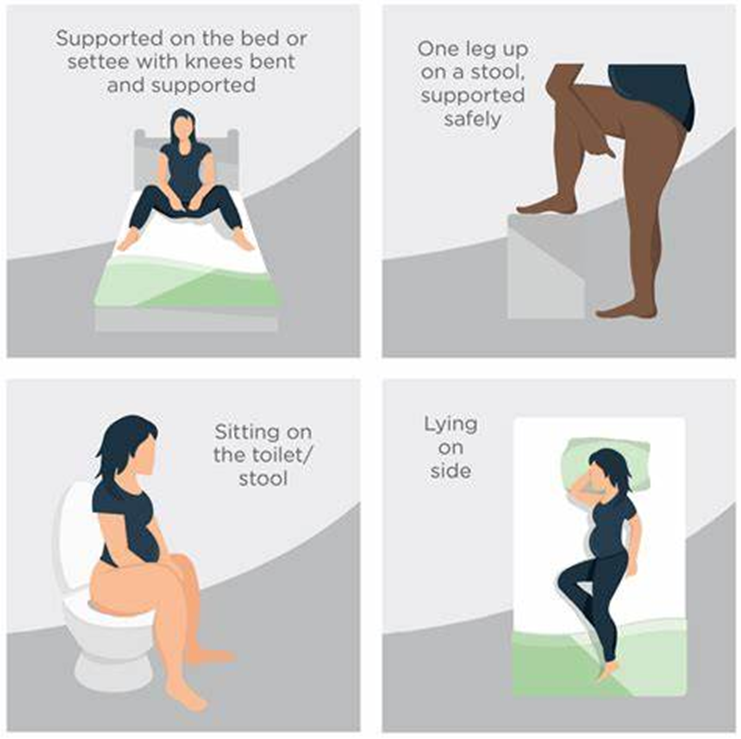 Supported on the bed or
settee with knees bent
and supported
One leg up
on a stool,
supported
safely
Sitting on
the toilet/
stool
Lying
on
side